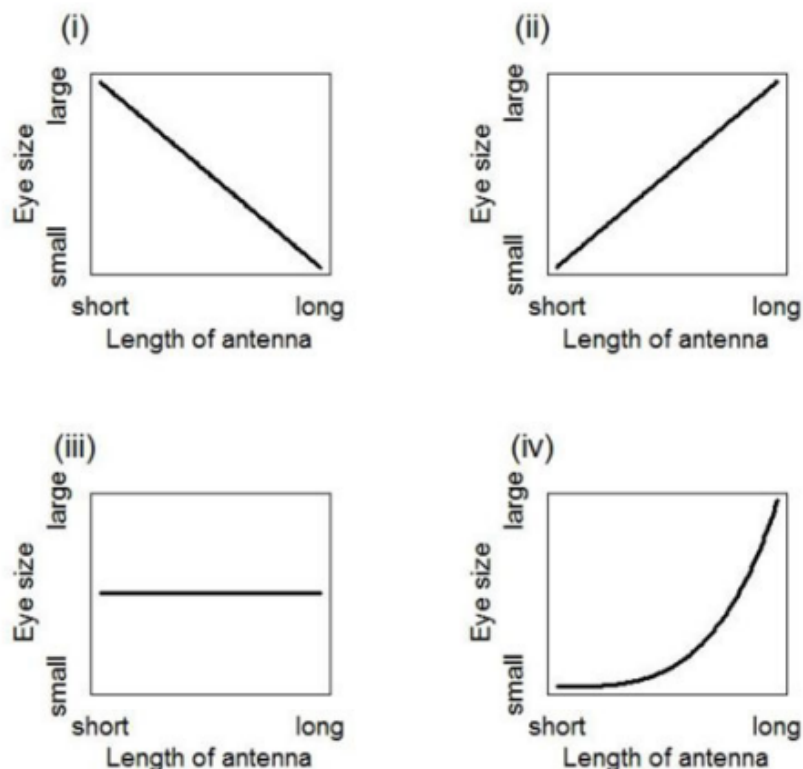 (i)
large
Eye size
small
short long
Length of antenna
(ii)
large
Eye size
small
short long
Length of antenna
(iii)
large
Eye size
small
short long
Length of antenna
(iv)
large
Eye size
small
short long
Length of antenna